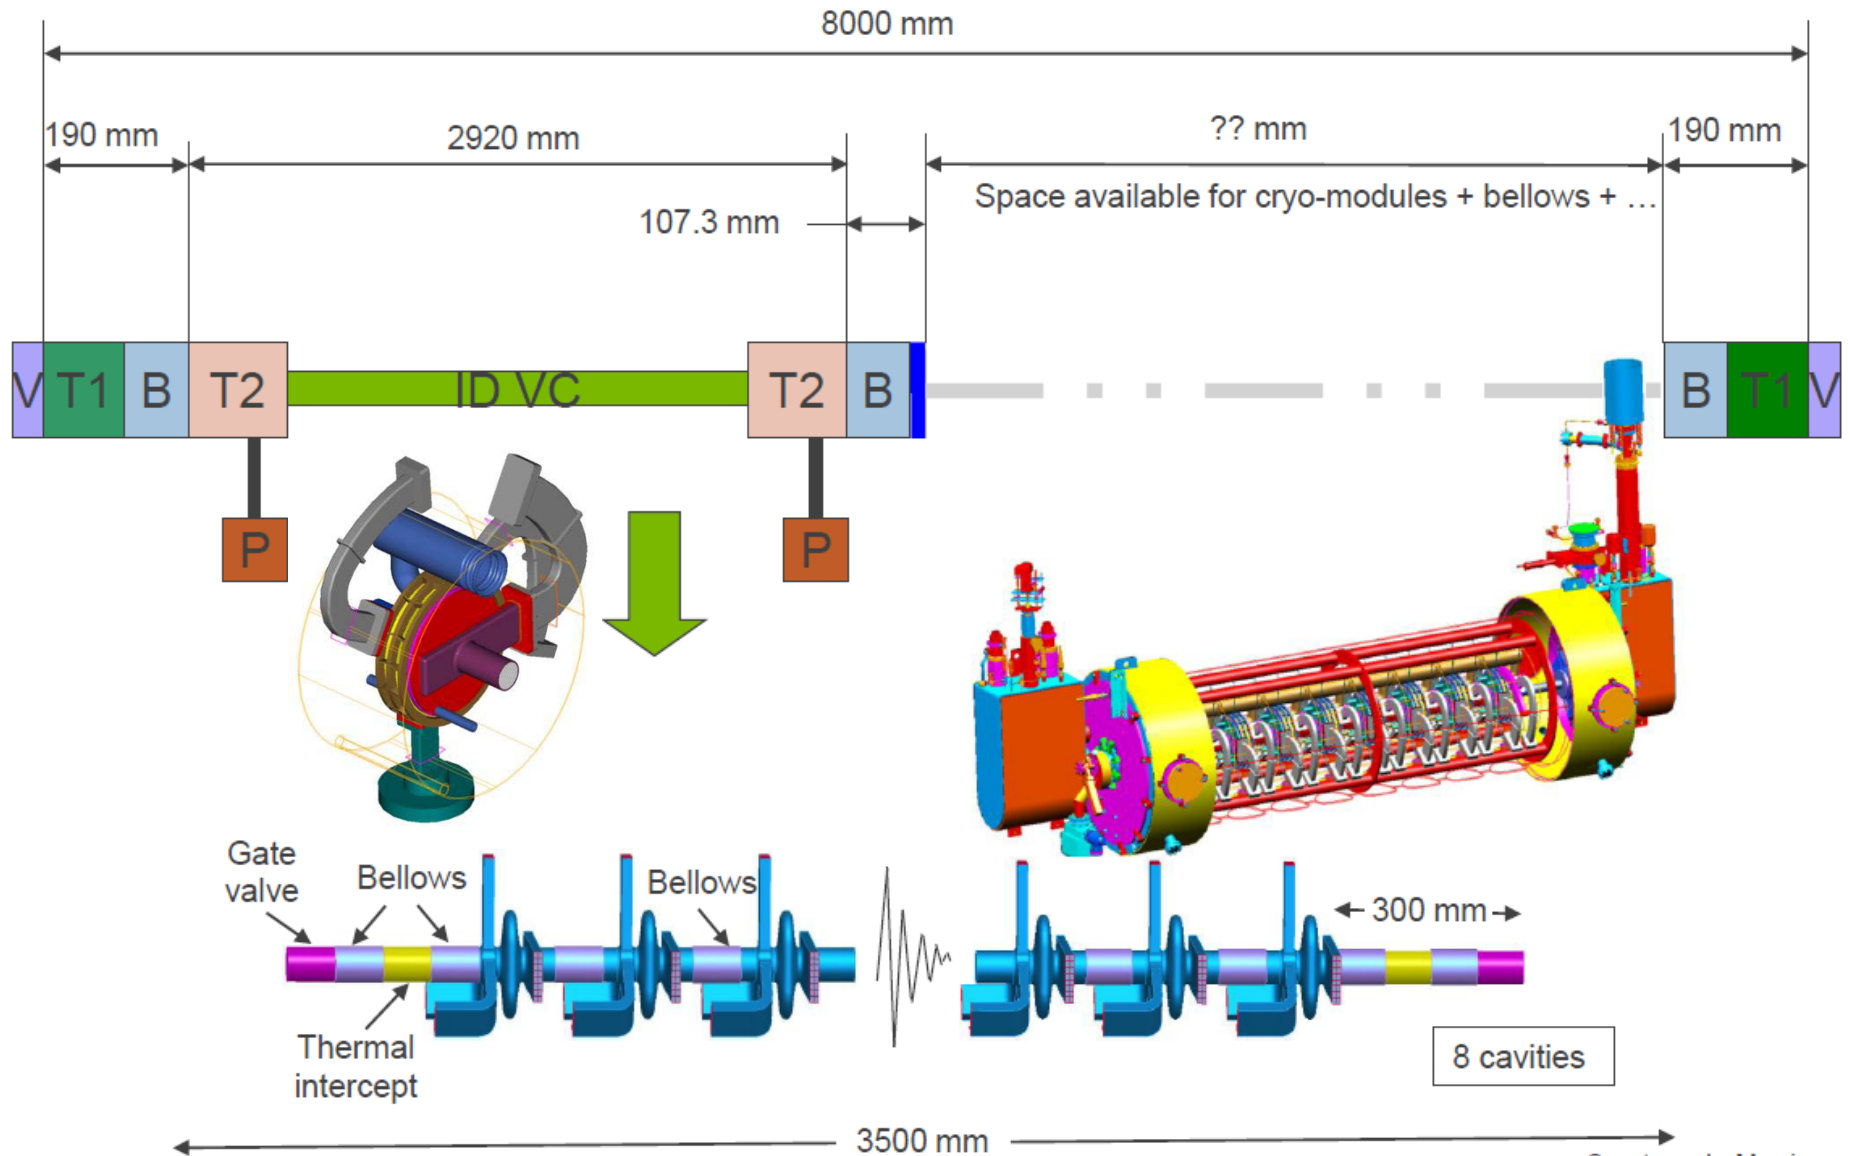 8000 mm
190 mm
2920 mm
?? mm
190 mm
Space available for cryo-modules + bellows + ...
107.3 mm
V T1 B T2 ID VC T2 B B T1 V
P P
Gate
valve
Bellows
Bellows
300 mm
Thermal
intercept
8 cavities
3500 mm